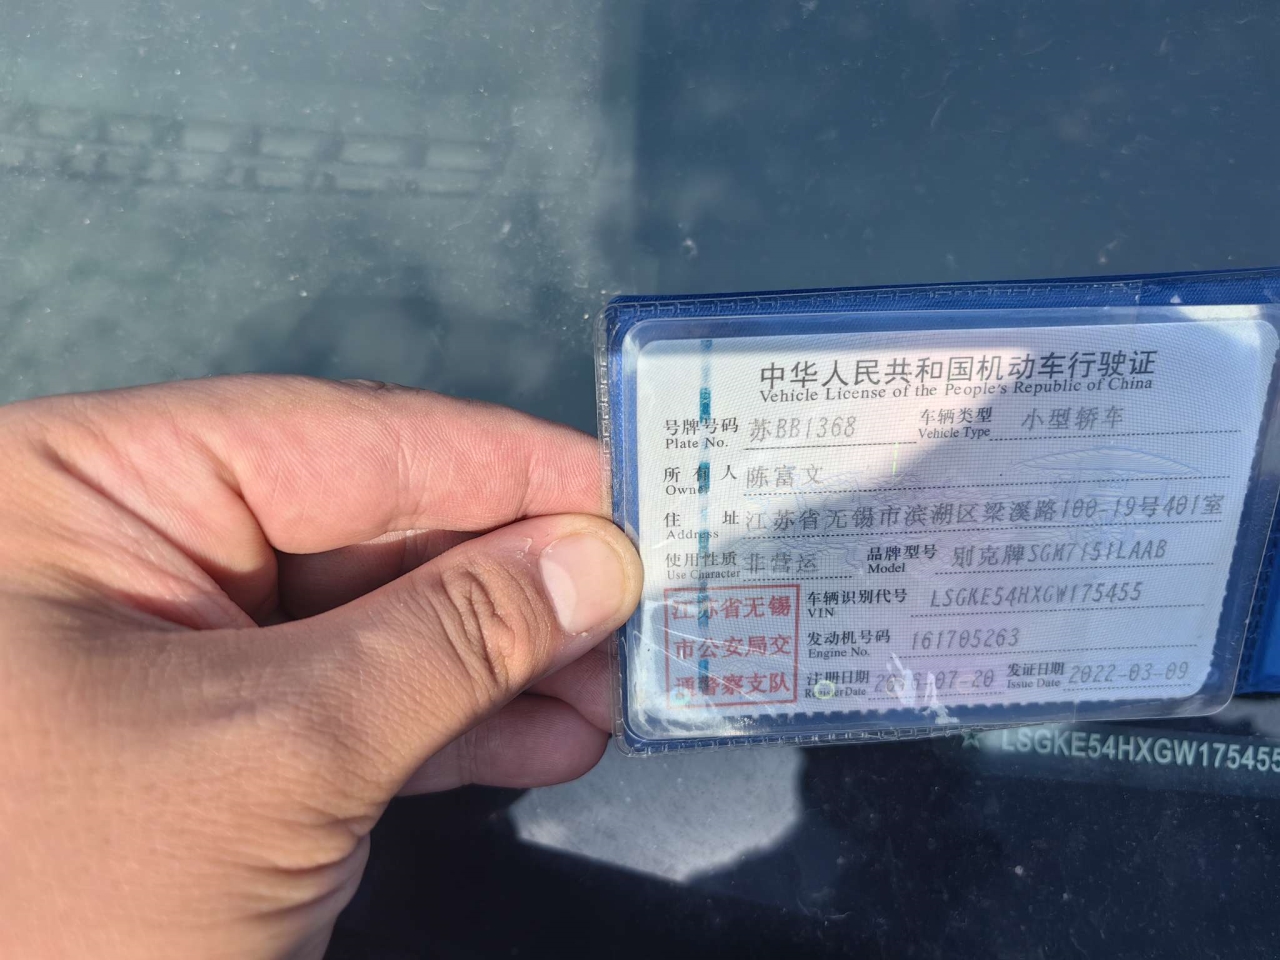 中华人民共和国机动车行驶证
Vehicle License of the People's Republic of China
号牌号码 苏BB1368 车辆类型 小型轿车
Plate No. Vehicle Type
所有人 陈富文
Owner
住址 江苏省无锡市滨湖区梁溪路100-19号401室
Address
使用性质 非营运 品牌型号 别克牌SGM7151LAAB
Use Character Model
江苏省无锡
市公安局交
通警察支队
车辆识别代号 LSGKE54HXGW175455
VIN
发动机号码 161705263
Engine No.
注册日期 2016-07-20 发证日期 2022-03-09
Register Date Issue Date
☆ LSGKE54HXGW175455